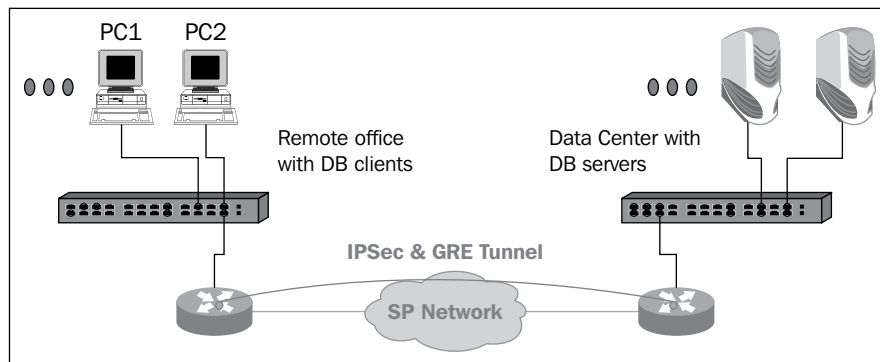 PC1
PC2
Remote office
with DB clients
Data Center with
DB servers
IPSec & GRE Tunnel
SP Network